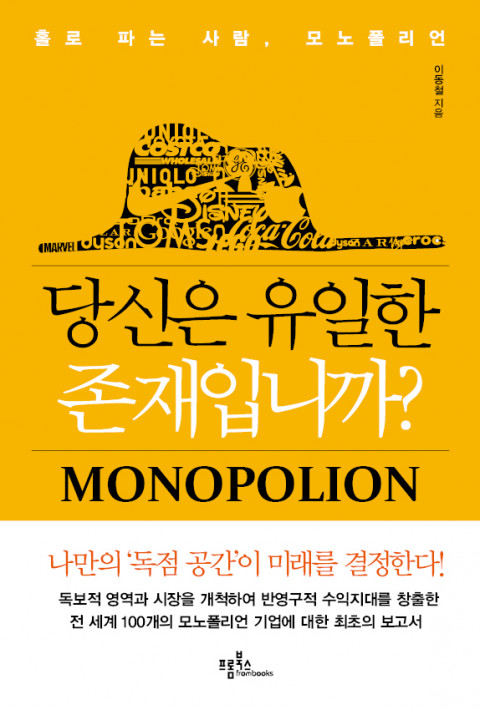 홀로 파는 사람, 모노폴리언
이동철 지음
UNIQLO
COSTCO
WHOLESALE
UNIQLO
DISNEY
Coca-Cola
MARVEL
dyson
dyson
당신은 유일한
존재입니까?
MONOPOLION
나만의 ‘독점 공간’이 미래를 결정한다!
독보적 영역과 시장을 개척하여 반영구적 수익지대를 창출한
전 세계 100개의 모노폴리언 기업에 대한 최초의 보고서
프롬북스
frombooks